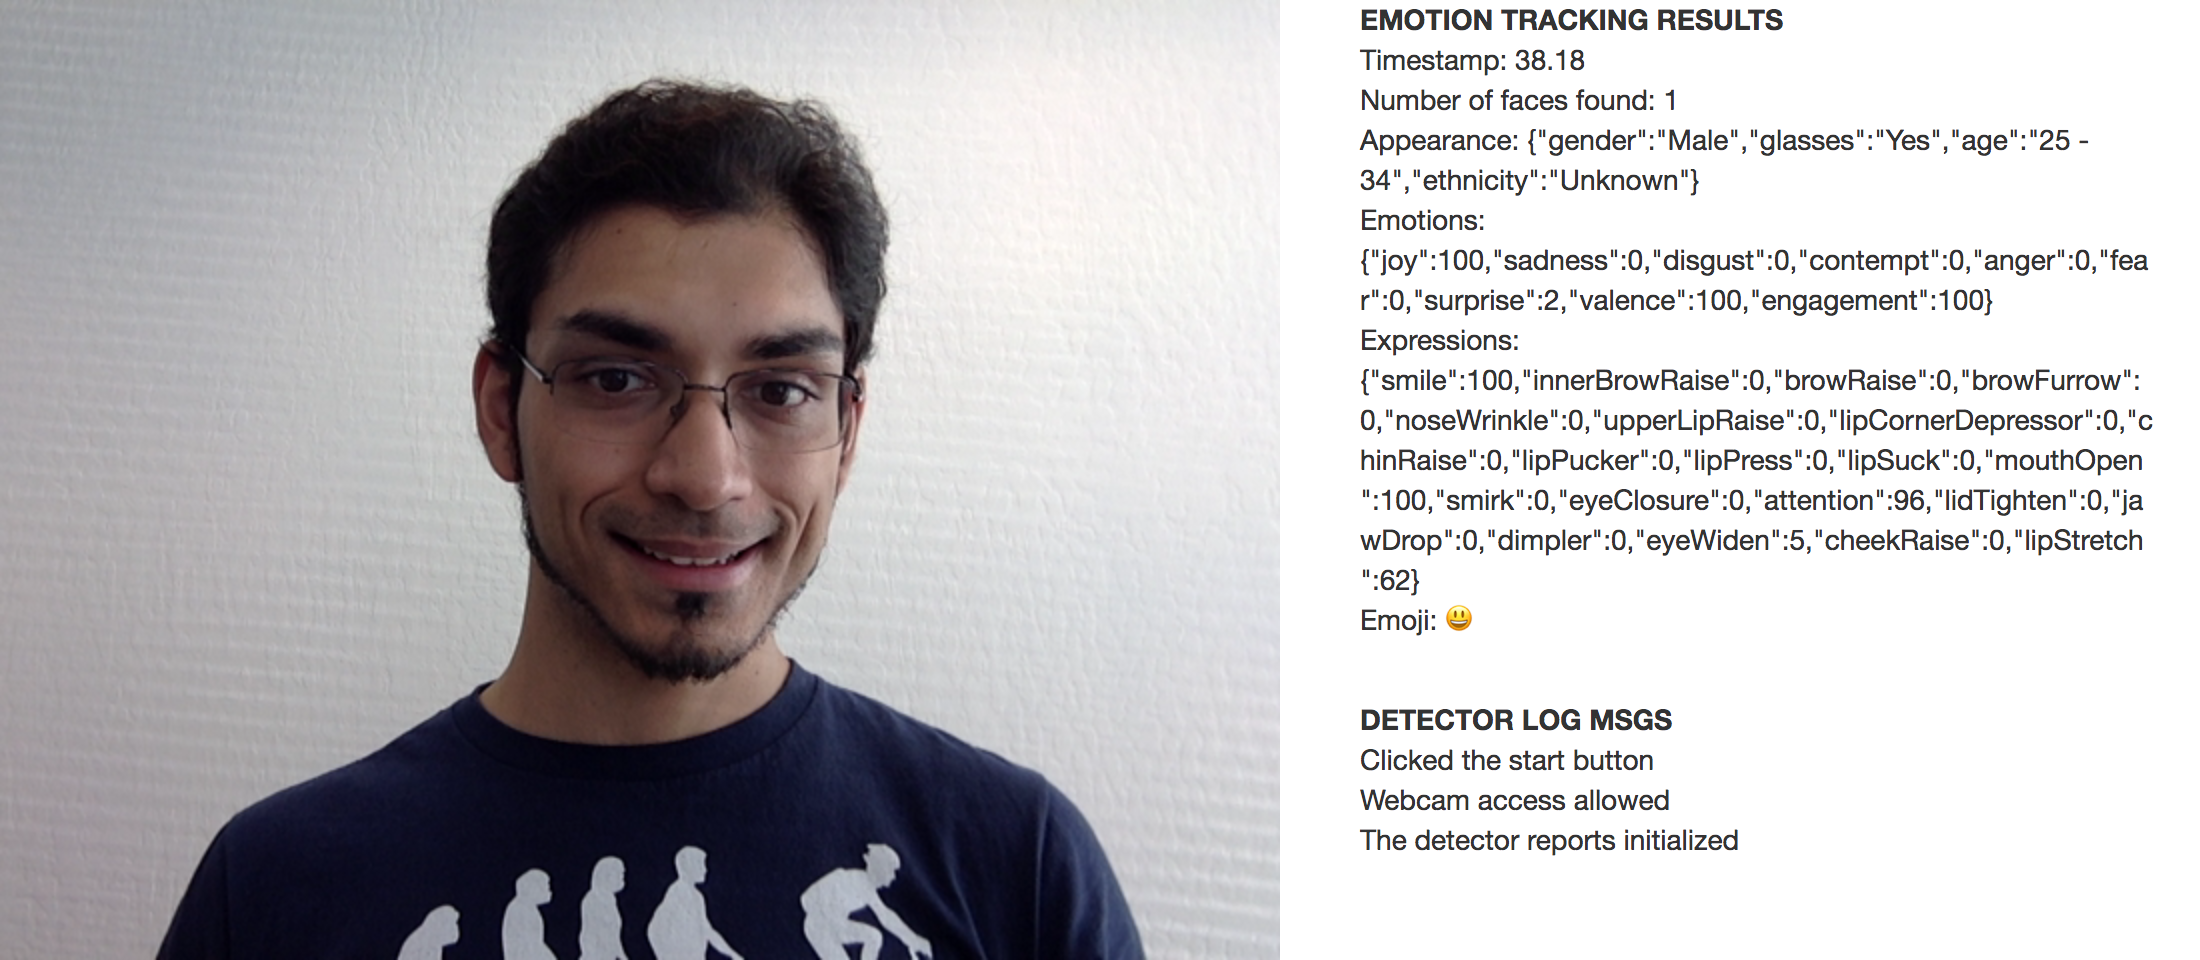 EMOTION TRACKING RESULTS
Timestamp: 38.18
Number of faces found: 1
Appearance: {"gender":"Male","glasses":"Yes","age":"25 -
34","ethnicity":"Unknown"}
Emotions:
{"joy":100,"sadness":0,"disgust":0,"contempt":0,"anger":0,"fea
r":0,"surprise":2,"valence":100,"engagement":100}
Expressions:
{"smile":100,"innerBrowRaise":0,"browRaise":0,"browFurrow":
0,"noseWrinkle":0,"upperLipRaise":0,"lipCornerDepressor":0,"c
hinRaise":0,"lipPucker":0,"lipPress":0,"lipSuck":0,"mouthOpen
":100,"smirk":0,"eyeClosure":0,"attention":96,"lidTighten":0,"ja
wDrop":0,"dimpler":0,"eyeWiden":5,"cheekRaise":0,"lipStretch
":62}
Emoji: 😃
DETECTOR LOG MSGS
Clicked the start button
Webcam access allowed
The detector reports initialized